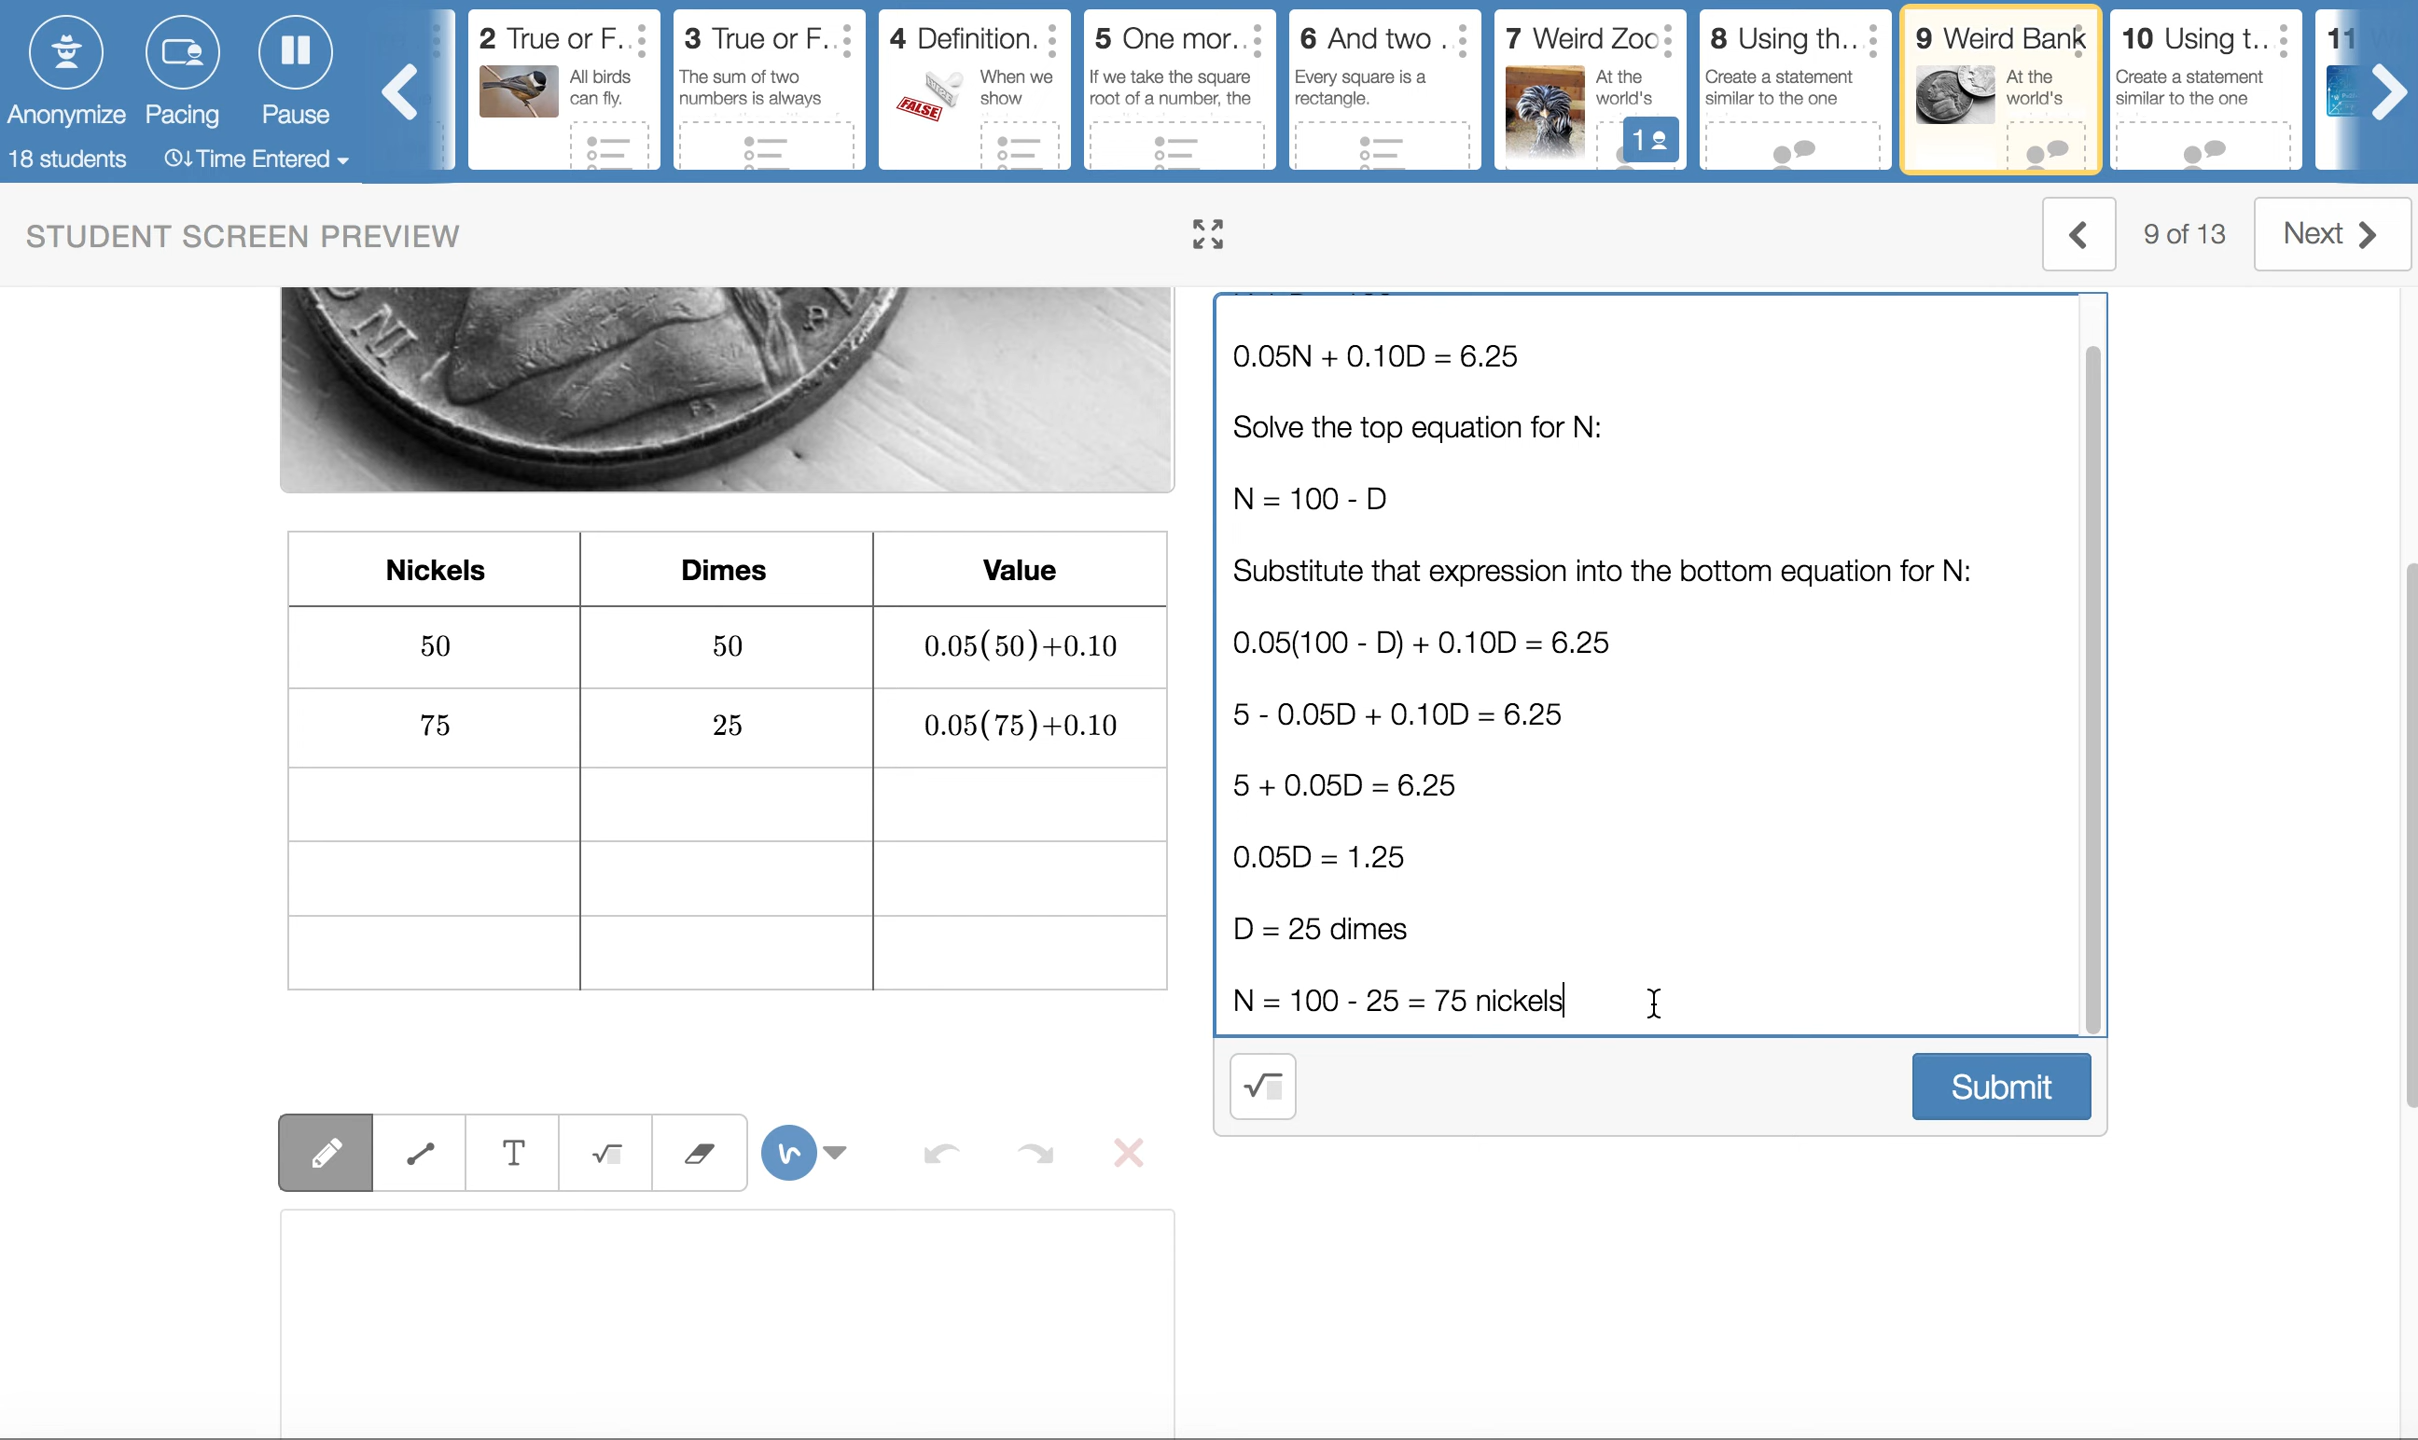 Anonymize
Pacing
Pause
18 students
Time Entered
2 True or F...
All birds
can fly.
3 True or F...
The sum of two
numbers is always
4 Definition.
FALSE
When we
show
5 One mor...
If we take the square
root of a number, the
6 And two ...
Every square is a
rectangle.
7 Weird Zoo
At the
world's
1
8 Using th...
Create a statement
similar to the one
9 Weird Bank
At the
world's
10 Using t...
Create a statement
similar to the one
11
STUDENT SCREEN PREVIEW
9 of 13
Next
P
FS
Nickels Dimes Value
50 50 0.05(50)+0.10
75 25 0.05(75)+0.10
T
0.05N + 0.10D = 6.25
Solve the top equation for N:
N = 100 - D
Substitute that expression into the bottom equation for N:
0.05(100 - D) + 0.10D = 6.25
5 - 0.05D + 0.10D = 6.25
5 + 0.05D = 6.25
0.05D = 1.25
D = 25 dimes
N = 100 - 25 = 75 nickels
Submit